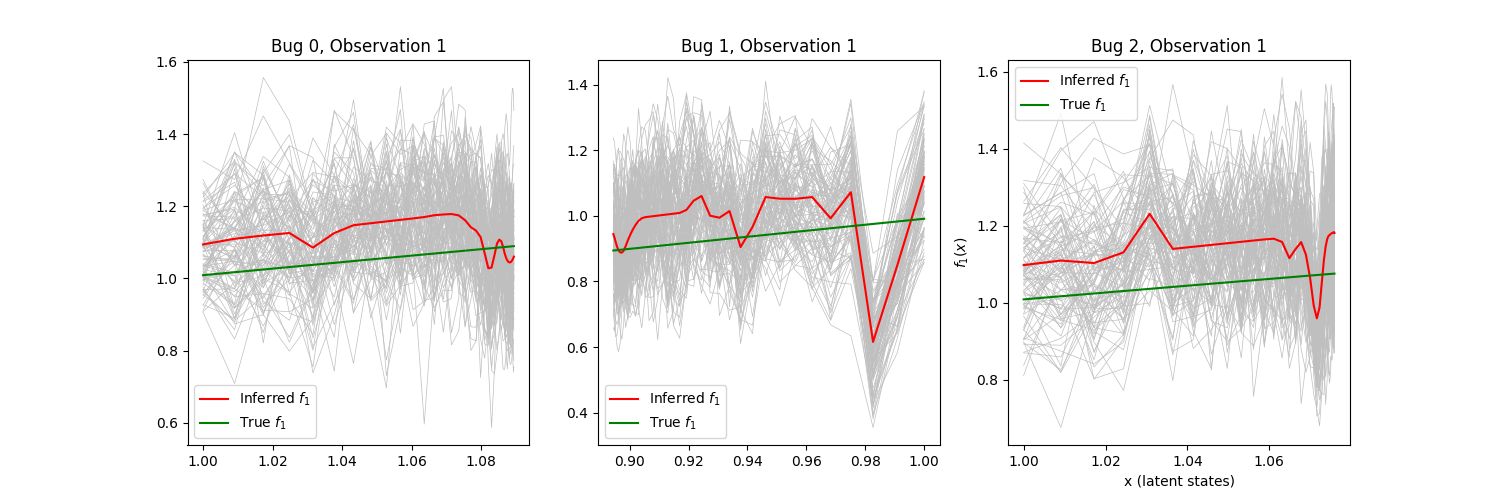 Bug 0, Observation 1
1.6
1.4
1.2
1.0
0.8
0.6
Inferred f₁
True f₁
1.00 1.02 1.04 1.06 1.08
Bug 1, Observation 1
1.4
1.2
1.0
0.8
0.6
0.4
Inferred f₁
True f₁
0.90 0.92 0.94 0.96 0.98 1.00
Bug 2, Observation 1
f₁(x)
1.6
1.4
1.2
1.0
0.8
Inferred f₁
True f₁
1.00 1.02 1.04 1.06
x (latent states)